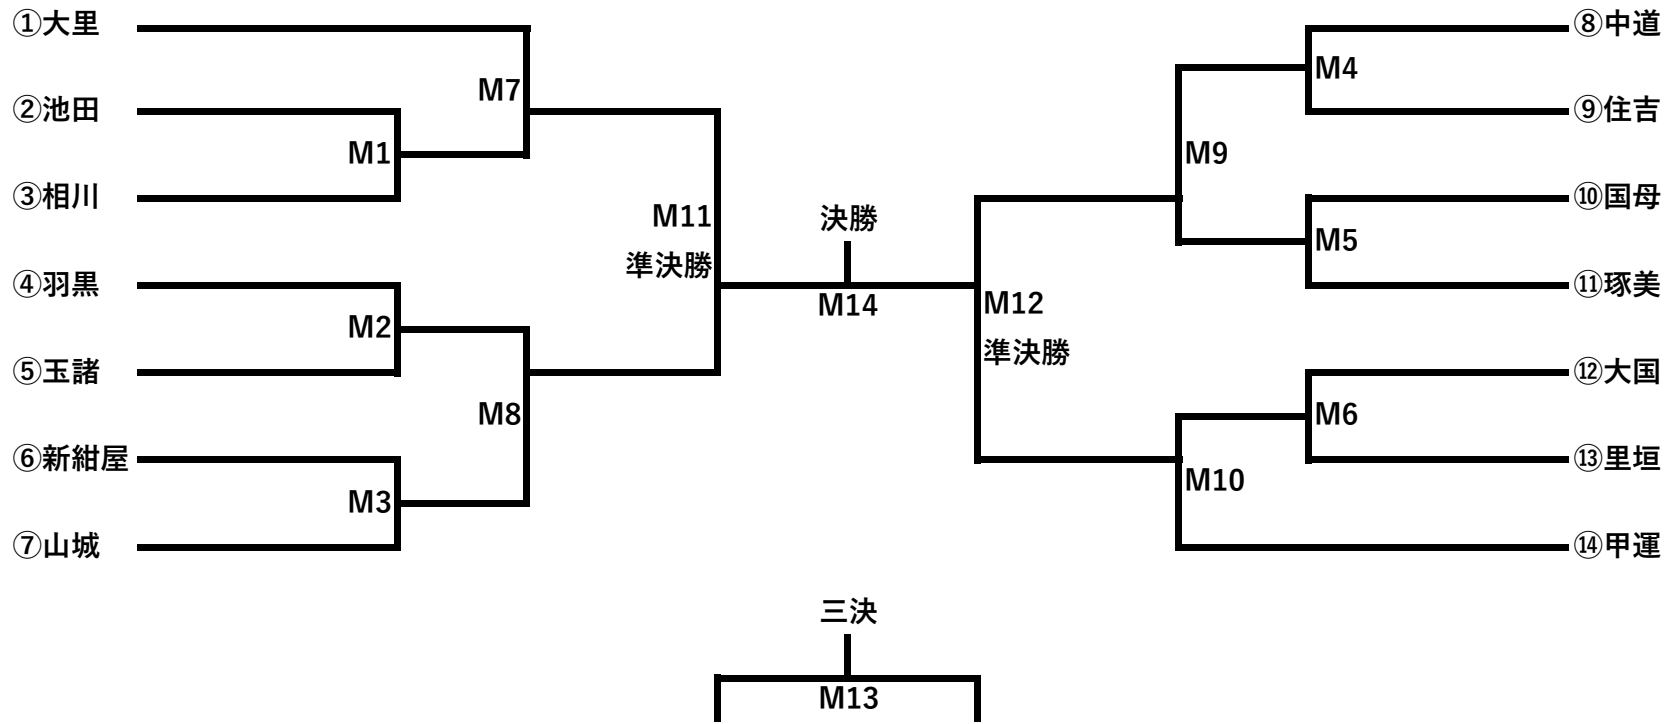 ①大里
②池田
③相川
④羽黒
⑤玉諸
⑥新紺屋
⑦山城
M1
M2
M3
M7
M8
M11
準決勝
決勝
M14
M12
準決勝
M9
M10
M4
M5
M6
⑧中道
⑨住吉
⑩国母
⑪琢美
⑫大国
⑬里垣
⑭甲運
三決
M13